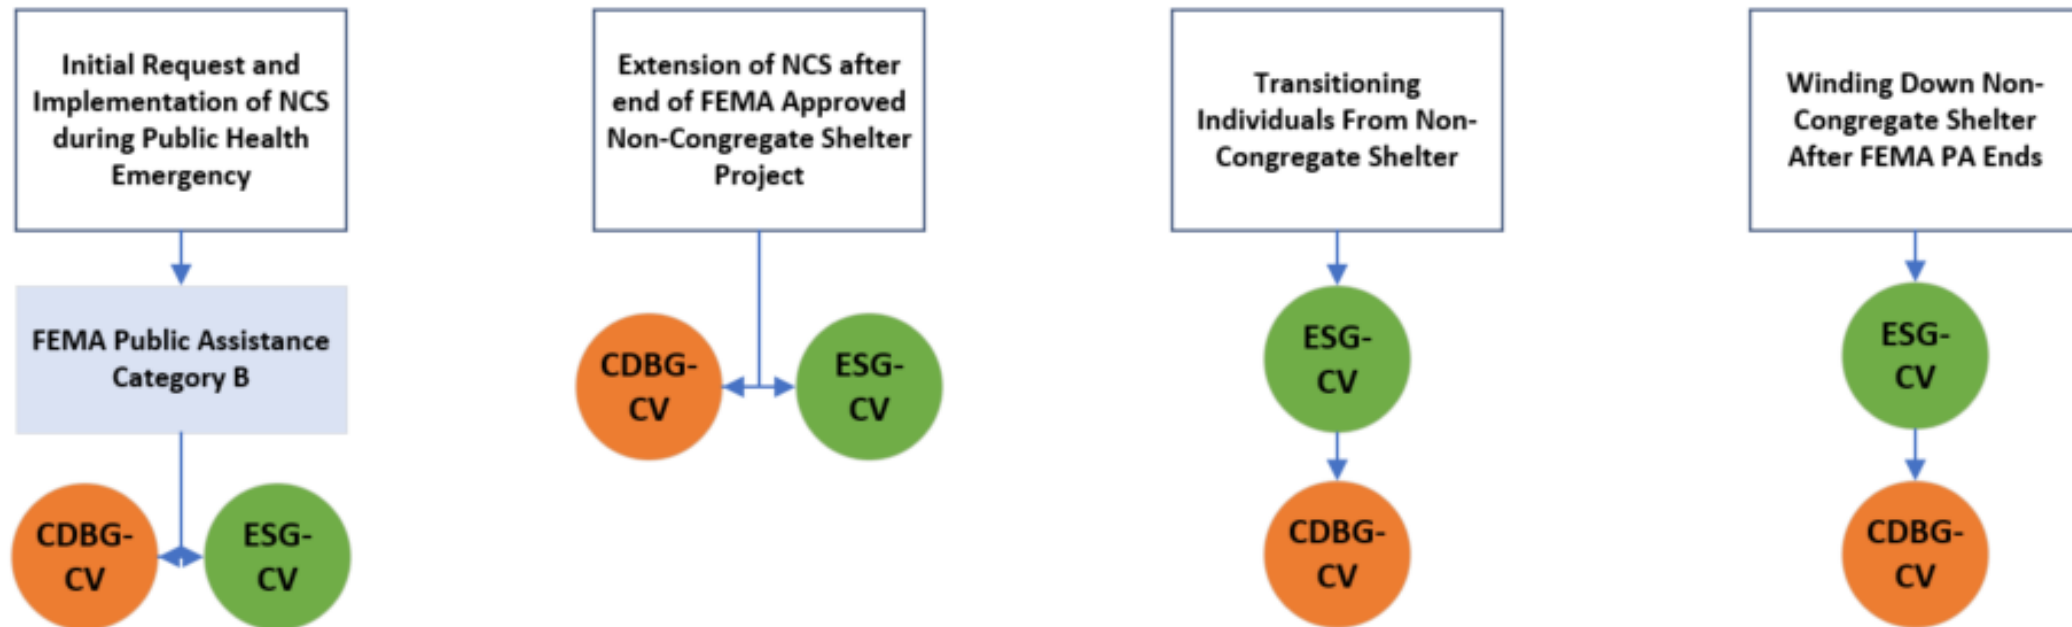 Initial Request and
Implementation of NCS
during Public Health
Emergency
FEMA Public Assistance
Category B
CDBG-
CV
ESG-
CV
Extension of NCS after
end of FEMA Approved
Non-Congregate Shelter
Project
CDBG-
CV
ESG-
CV
Transitioning
Individuals From Non-
Congregate Shelter
ESG-
CV
CDBG-
CV
Winding Down Non-
Congregate Shelter
After FEMA PA Ends
ESG-
CV
CDBG-
CV